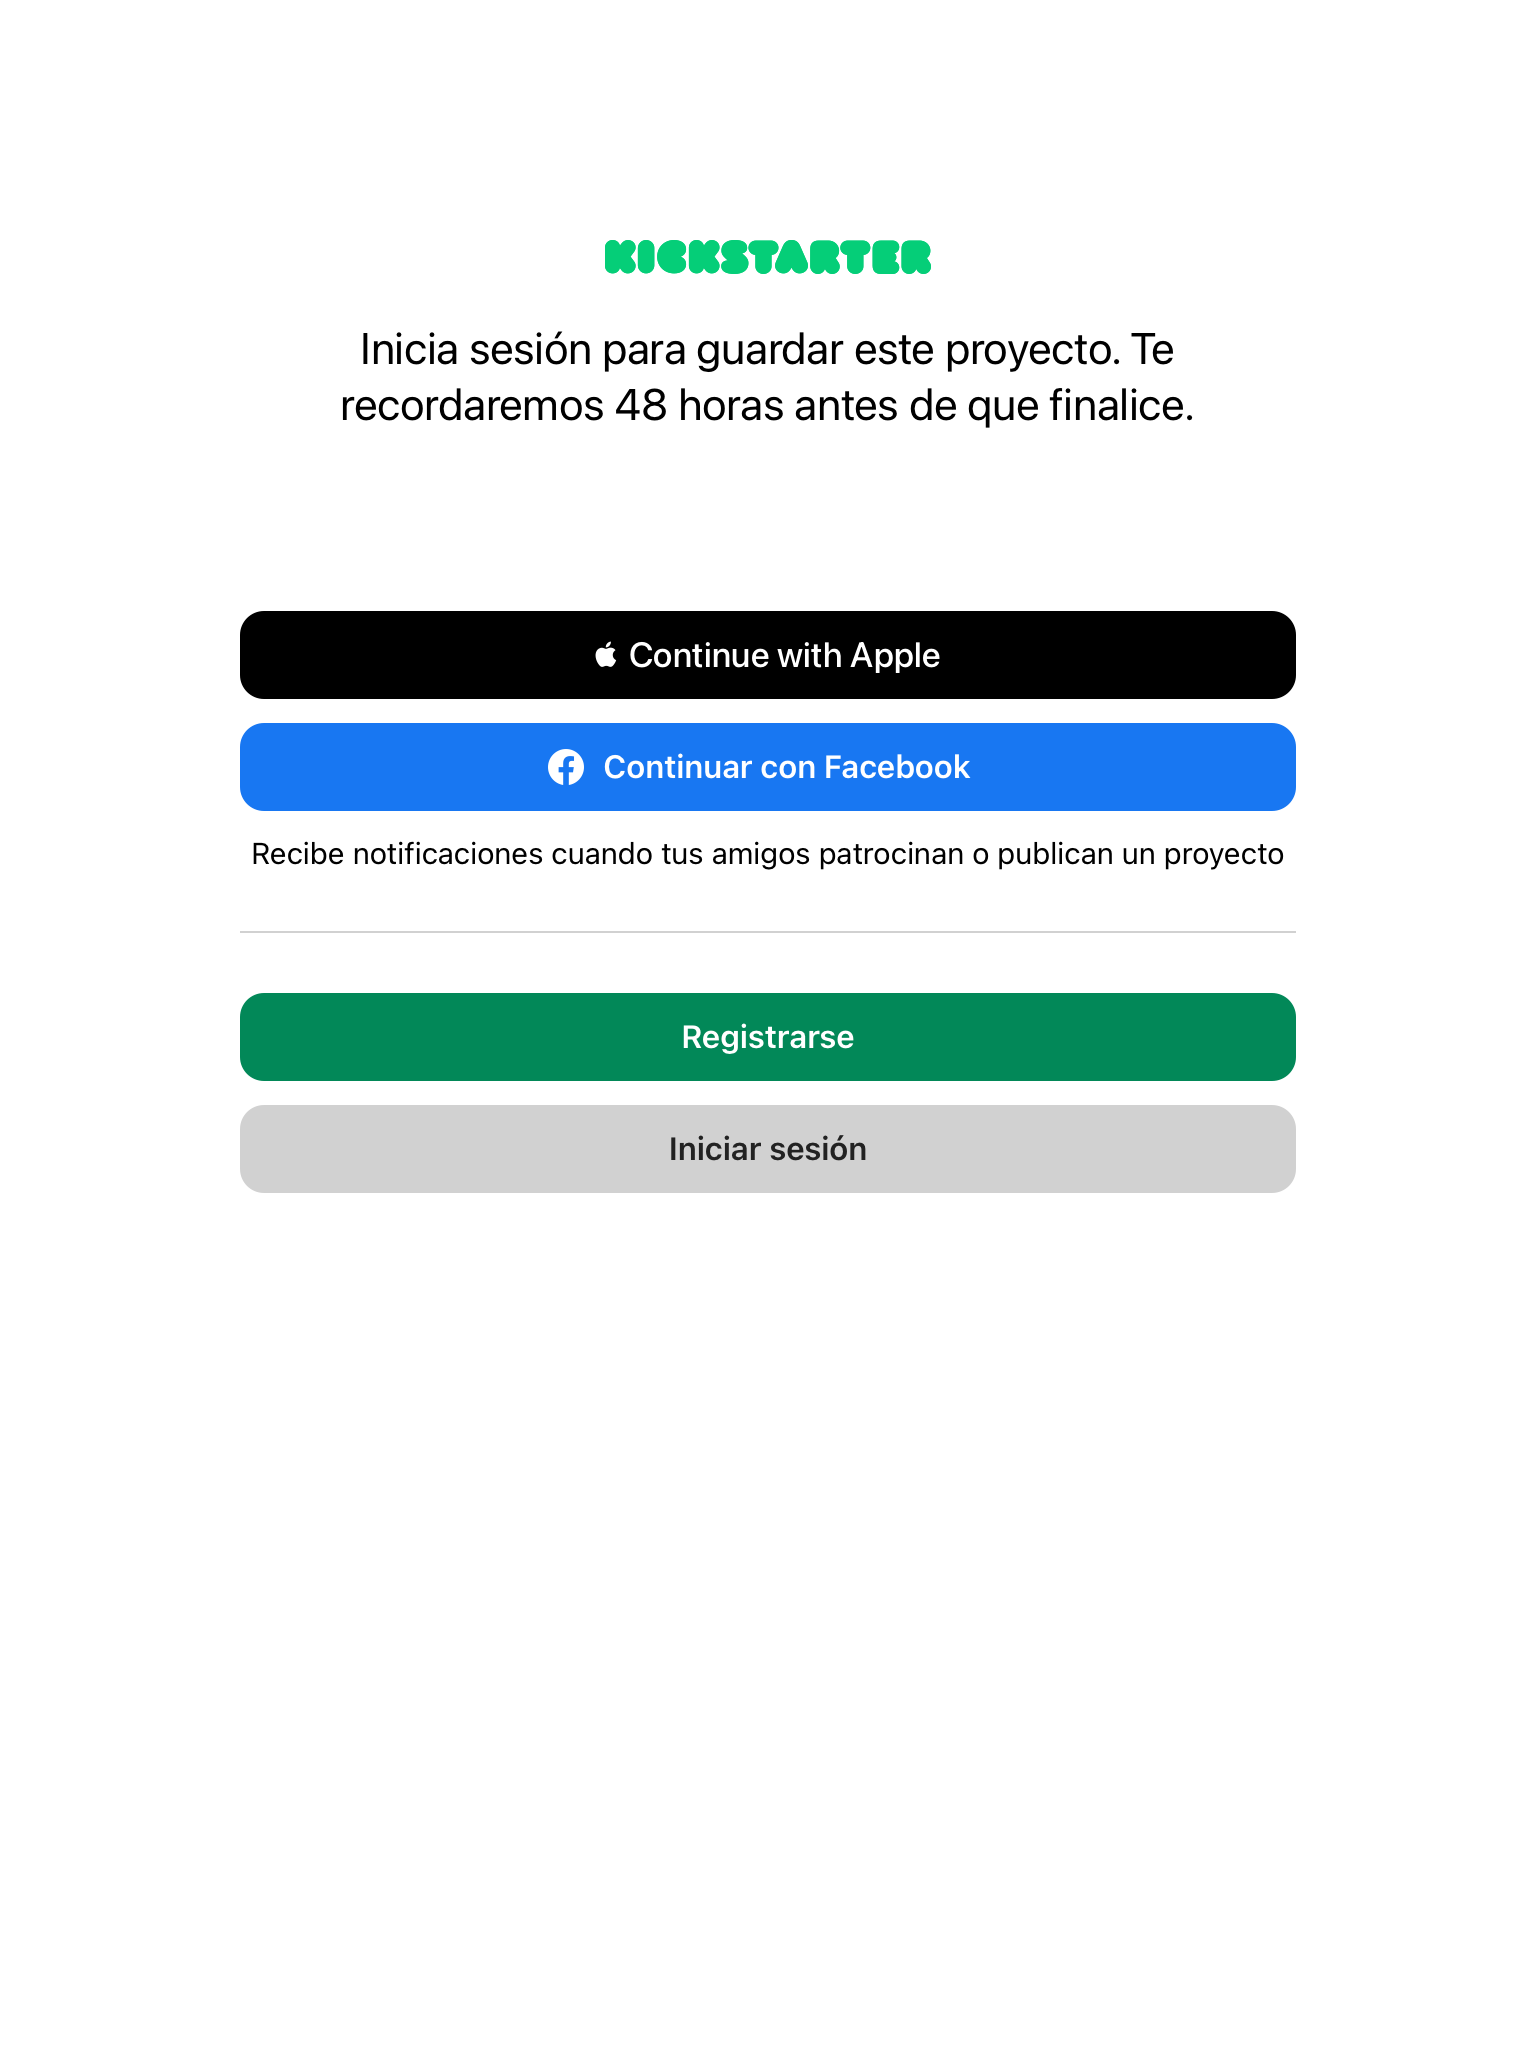 KICKSTARTER
Inicia sesión para guardar este proyecto. Te
recordaremos 48 horas antes de que finalice.
Continue with Apple
Continuar con Facebook
Recibe notificaciones cuando tus amigos patrocinan o publican un proyecto
Registrarse
Iniciar sesión